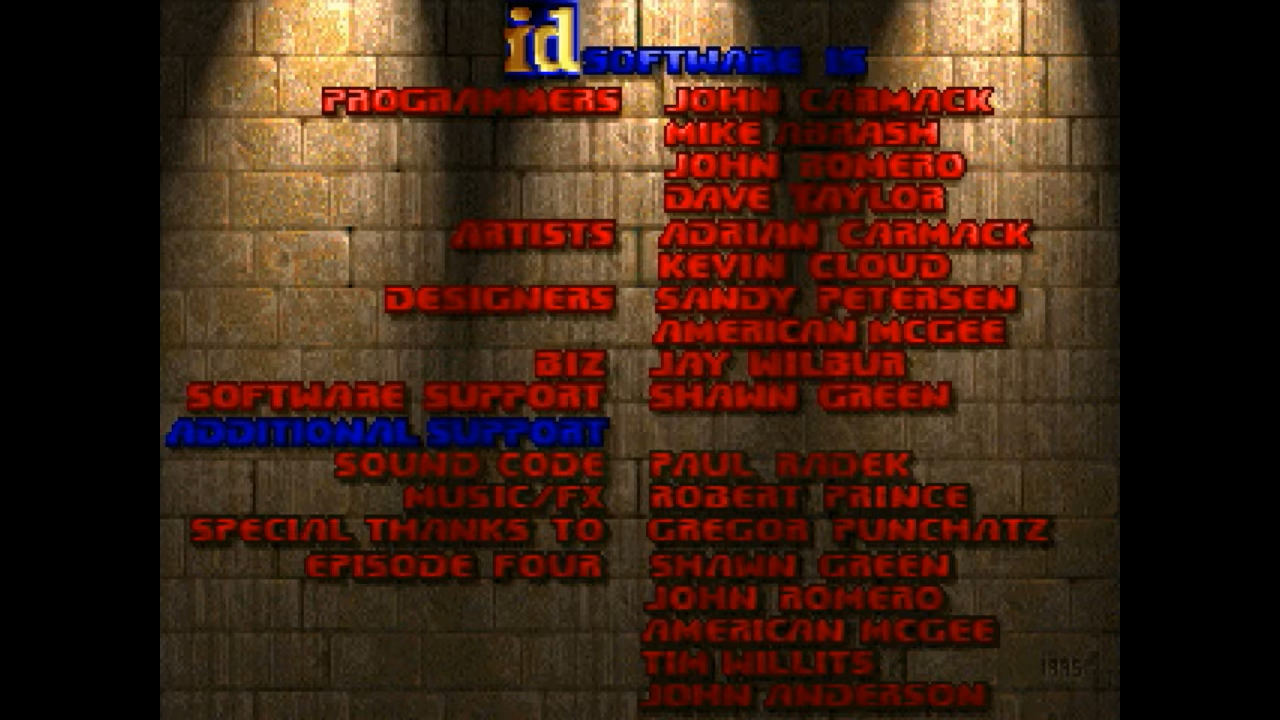 id SOFTWARE IS
PROGRAMMERS JOHN CARMACK
MIKE ABRASH
JOHN ROMERO
DAVE TAYLOR
ARTISTS ADRIAN CARMACK
KEVIN CLOUD
DESIGNERS SANDY PETERSEN
AMERICAN MCGEE
BIZ JAY WILBUR
SOFTWARE SUPPORT SHAWN GREEN
ADDITIONAL SUPPORT
SOUND CODE PAUL RADEK
MUSIC/FX ROBERT PRINCE
SPECIAL THANKS TO GREGOR PUNCHATZ
EPISODE FOUR SHAWN GREEN
JOHN ROMERO
AMERICAN MCGEE
TIM WILLITS
JOHN ANDERSON